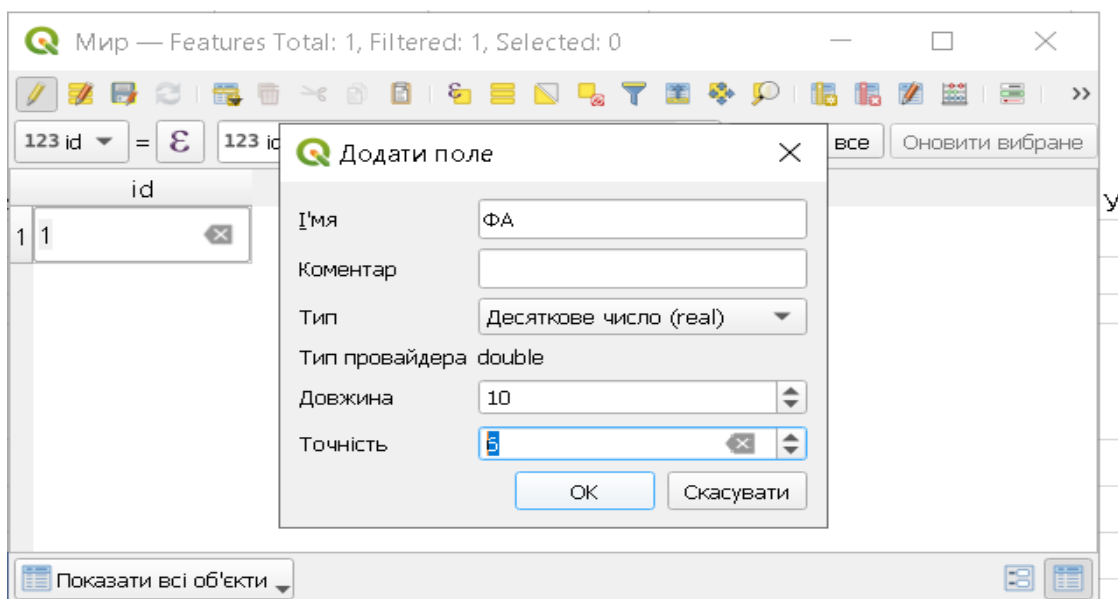 Мир — Features Total: 1, Filtered: 1, Selected: 0
123 id = ε 123 id все Оновити вибране
id
1 1
Додати поле
І'мя ФА
Коментар
Тип Десяткове число (real)
Тип провайдера double
Довжина 10
Точність 6
OK Скасувати
Показати всі об'єкти
У